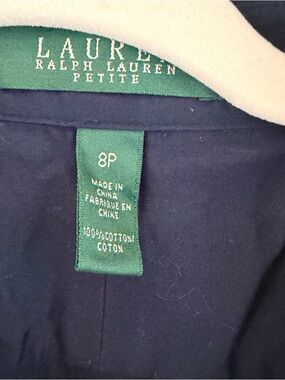 LAURE
RALPH LAUREN
PETITE
8P
MADE IN
CHINA
FABRIQUE EN
CHINE
100%COTTON/
COTON